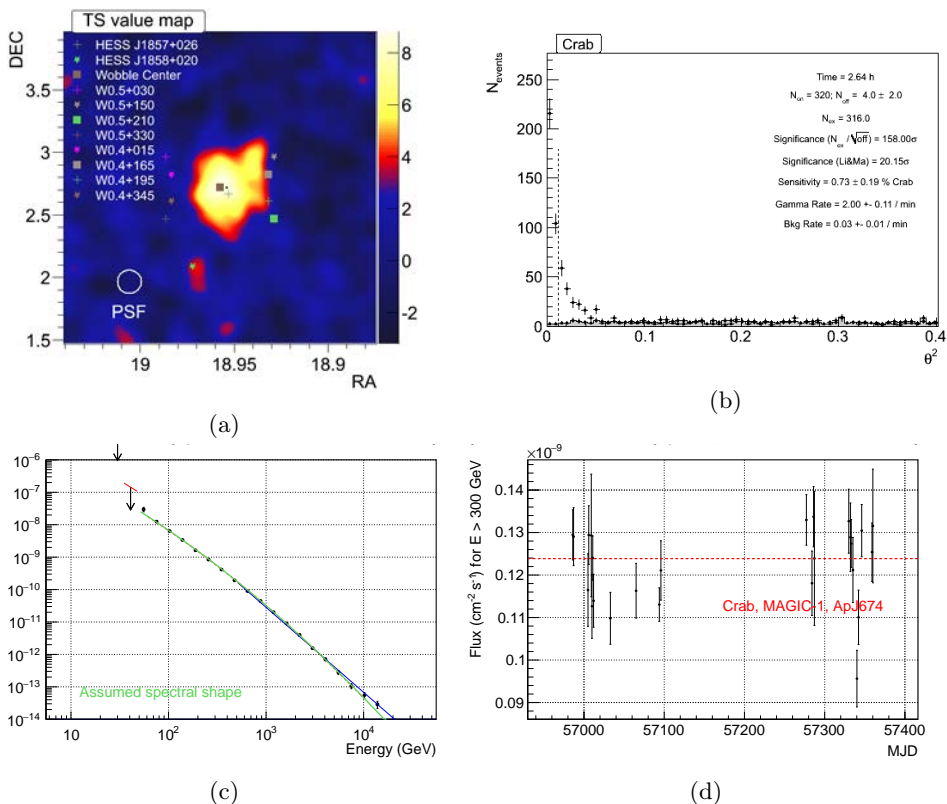 TS value map
DEC
HESS J1857+026
HESS J1858+020
Wobble Center
W0.5+030
W0.5+150
W0.5+210
W0.5+330
W0.4+015
W0.4+165
W0.4+195
W0.4+345
3.5
3
2.5
2
1.5
PSF
19
18.95
18.9
RA
8
6
4
2
0
-2
(a)
Crab
N_events
250
200
150
100
50
0
Time = 2.64 h
N_on = 320; N_off = 4.0 ± 2.0
N_ex = 316.0
Significance (N_ex / √off) = 158.00σ
Significance (Li&Ma) = 20.15σ
Sensitivity = 0.73 ± 0.19 % Crab
Gamma Rate = 2.00 +- 0.11 / min
Bkg Rate = 0.03 +- 0.01 / min
0
0.1
0.2
0.3
0.4
θ²
(b)
10⁻⁶
10⁻⁷
10⁻⁸
10⁻⁹
10⁻¹⁰
10⁻¹¹
10⁻¹²
10⁻¹³
10⁻¹⁴
Assumed spectral shape
10
10²
10³
10⁴
Energy (GeV)
(c)
×10⁻⁹
Flux (cm⁻² s⁻¹) for E > 300 GeV
0.14
0.13
0.12
0.11
0.1
0.09
Crab, MAGIC-1, ApJ674
57000
57100
57200
57300
57400
MJD
(d)